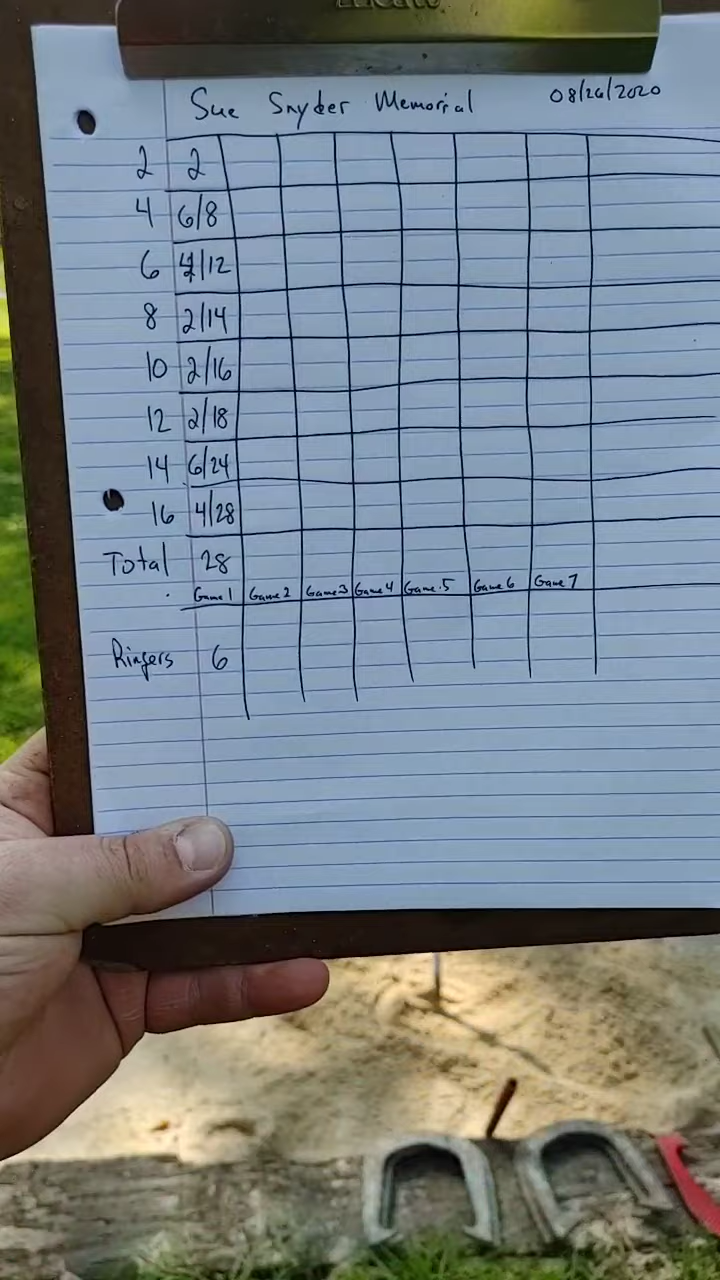 Sue Snyder Memorial 08/26/2020
2 2
4 6/8
6 4/12
8 2/14
10 2/16
12 2/18
14 6/24
16 4/28
Total 28
Game 1 Game 2 Game 3 Game 4 Game 5 Game 6 Game 7
Ringers 6